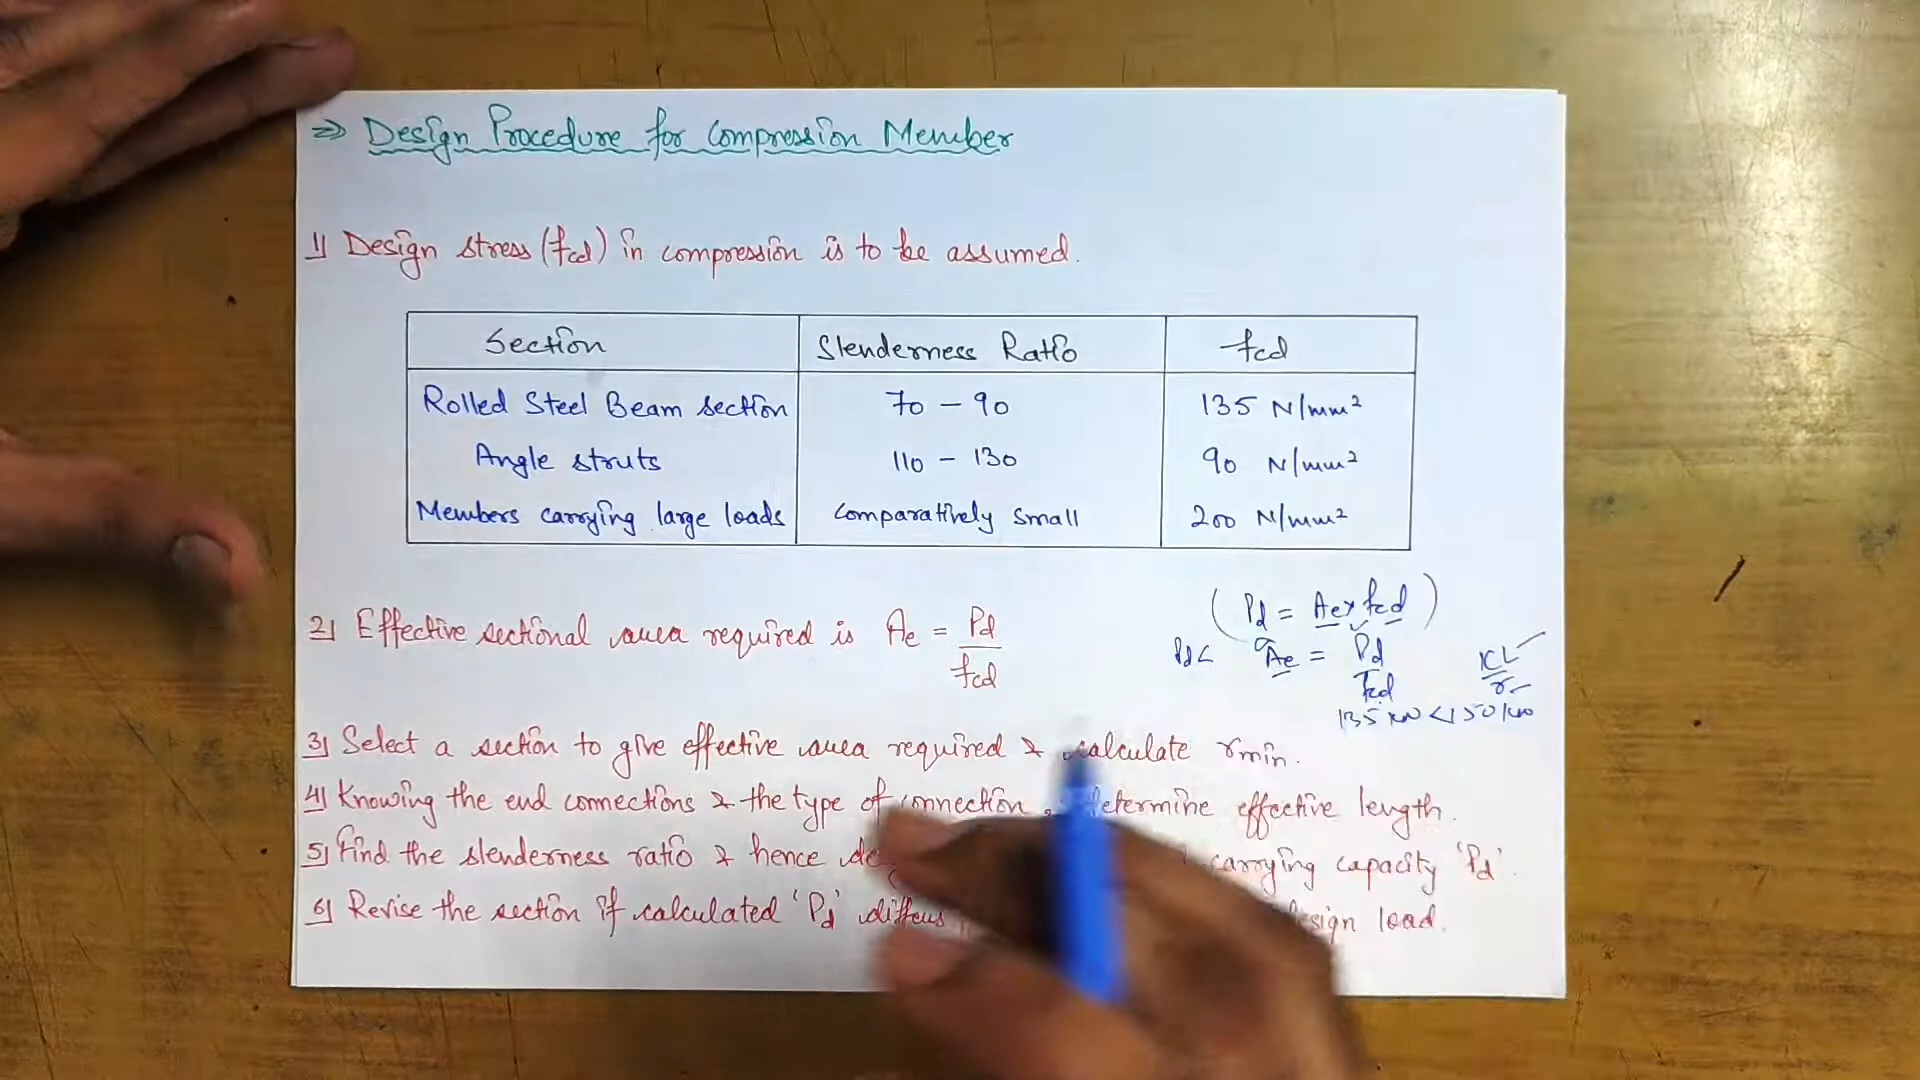 ⇒ Design Procedure for Compression Member
1) Design stress (fcd) in compression is to be assumed.
Section Slenderness Ratio fcd
Rolled Steel Beam section 70 - 90 135 N/mm²
Angle struts 110 - 130 90 N/mm²
Members carrying large loads Comparatively small 200 N/mm²
(Pd = Ae x fcd)
2) Effective sectional area required is Ae = Pd / fcd
Pd < Ae = Pd / fcd
KL / r
135 kN < 150 kN
3) Select a section to give effective area required & calculate rmin.
4) Knowing the end connections & the type of connection, determine effective length.
5) Find the slenderness ratio & hence carrying capacity 'Pd'.
6) Revise the section if calculated 'Pd' differs design load.